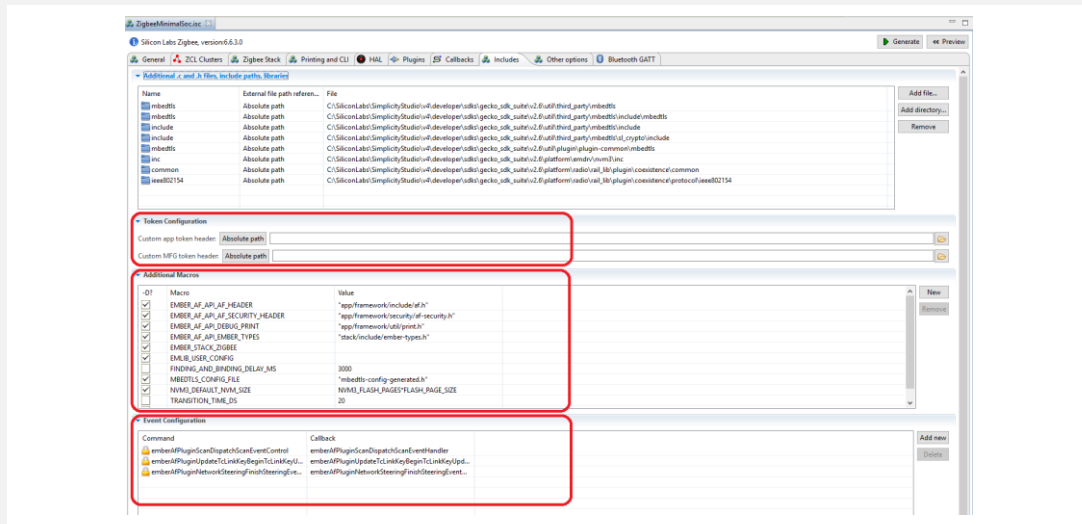 ZigbeeMinimalSoc.isc
Silicon Labs Zigbee, version:6.6.3.0
Generate
Preview
General
ZCL Clusters
Zigbee Stack
Printing and CLI
HAL
Plugins
Callbacks
Includes
Other options
Bluetooth GATT
Additional .c and .h files, include paths, libraries
Name External file path referen... File
mbedtls Absolute path C:\SiliconLabs\SimplicityStudio\v4\developer\sdks\gecko_sdk_suite\v2.6\util\third_party\mbedtls
mbedtls Absolute path C:\SiliconLabs\SimplicityStudio\v4\developer\sdks\gecko_sdk_suite\v2.6\util\third_party\mbedtls\include\mbedtls
include Absolute path C:\SiliconLabs\SimplicityStudio\v4\developer\sdks\gecko_sdk_suite\v2.6\util\third_party\mbedtls\include
include Absolute path C:\SiliconLabs\SimplicityStudio\v4\developer\sdks\gecko_sdk_suite\v2.6\util\third_party\mbedtls\sl_crypto\include
mbedtls Absolute path C:\SiliconLabs\SimplicityStudio\v4\developer\sdks\gecko_sdk_suite\v2.6\util\plugin\plugin-common\mbedtls
inc Absolute path C:\SiliconLabs\SimplicityStudio\v4\developer\sdks\gecko_sdk_suite\v2.6\platform\emdrv\nvm3\inc
common Absolute path C:\SiliconLabs\SimplicityStudio\v4\developer\sdks\gecko_sdk_suite\v2.6\platform\radio\rail_lib\plugin\coexistence\common
ieee802154 Absolute path C:\SiliconLabs\SimplicityStudio\v4\developer\sdks\gecko_sdk_suite\v2.6\platform\radio\rail_lib\plugin\coexistence\protocol\ieee802154
Add file...
Add directory...
Remove
Token Configuration
Custom app token header: Absolute path
Custom MFG token header: Absolute path
Additional Macros
-D? Macro Value
EMBER_AF_API_AF_HEADER "app/framework/include/af.h"
EMBER_AF_API_AF_SECURITY_HEADER "app/framework/security/af-security.h"
EMBER_AF_API_DEBUG_PRINT "app/framework/util/print.h"
EMBER_AF_API_EMBER_TYPES "stack/include/ember-types.h"
EMBER_STACK_ZIGBEE
EMLIB_USER_CONFIG
FINDING_AND_BINDING_DELAY_MS 3000
MBEDTLS_CONFIG_FILE "mbedtls-config-generated.h"
NVM3_DEFAULT_NVM_SIZE NVM3_FLASH_PAGES*FLASH_PAGE_SIZE
TRANSITION_TIME_DS 20
New
Remove
Event Configuration
Command Callback
emberAfPluginScanDispatchScanEventControl emberAfPluginScanDispatchScanEventHandler
emberAfPluginUpdateTcLinkKeyBeginTcLinkKeyU... emberAfPluginUpdateTcLinkKeyBeginTcLinkKeyUpd...
emberAfPluginNetworkSteeringFinishSteeringEve... emberAfPluginNetworkSteeringFinishSteeringEvent...
Add new
Delete